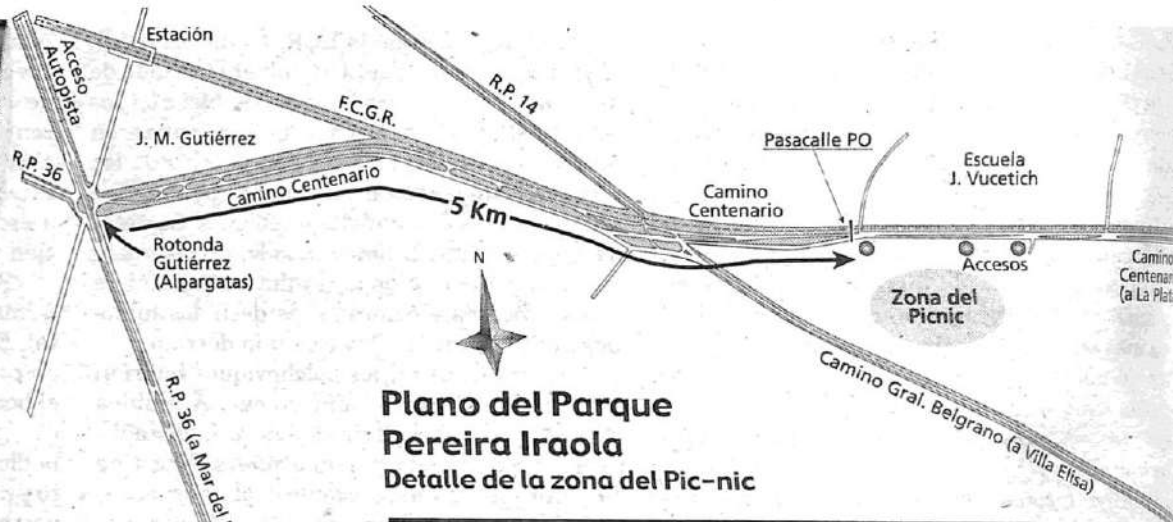 Estación
Acceso
Autopista
R.P. 14
F.C.G.R.
J. M. Gutiérrez
Pasacalle PO
Escuela
J. Vucetich
R.P. 36
Camino Centenario
Camino
Centenario
5 Km
Rotonda
Gutiérrez
(Alpargatas)
N
Accesos
Camino
(a La
Zona del
Picnic
Camino Gral. Belgrano (a Villa Elisa)
R.P. 36 (a Mar del
Plano del Parque
Pereira Iraola
Detalle de la zona del Pic-nic